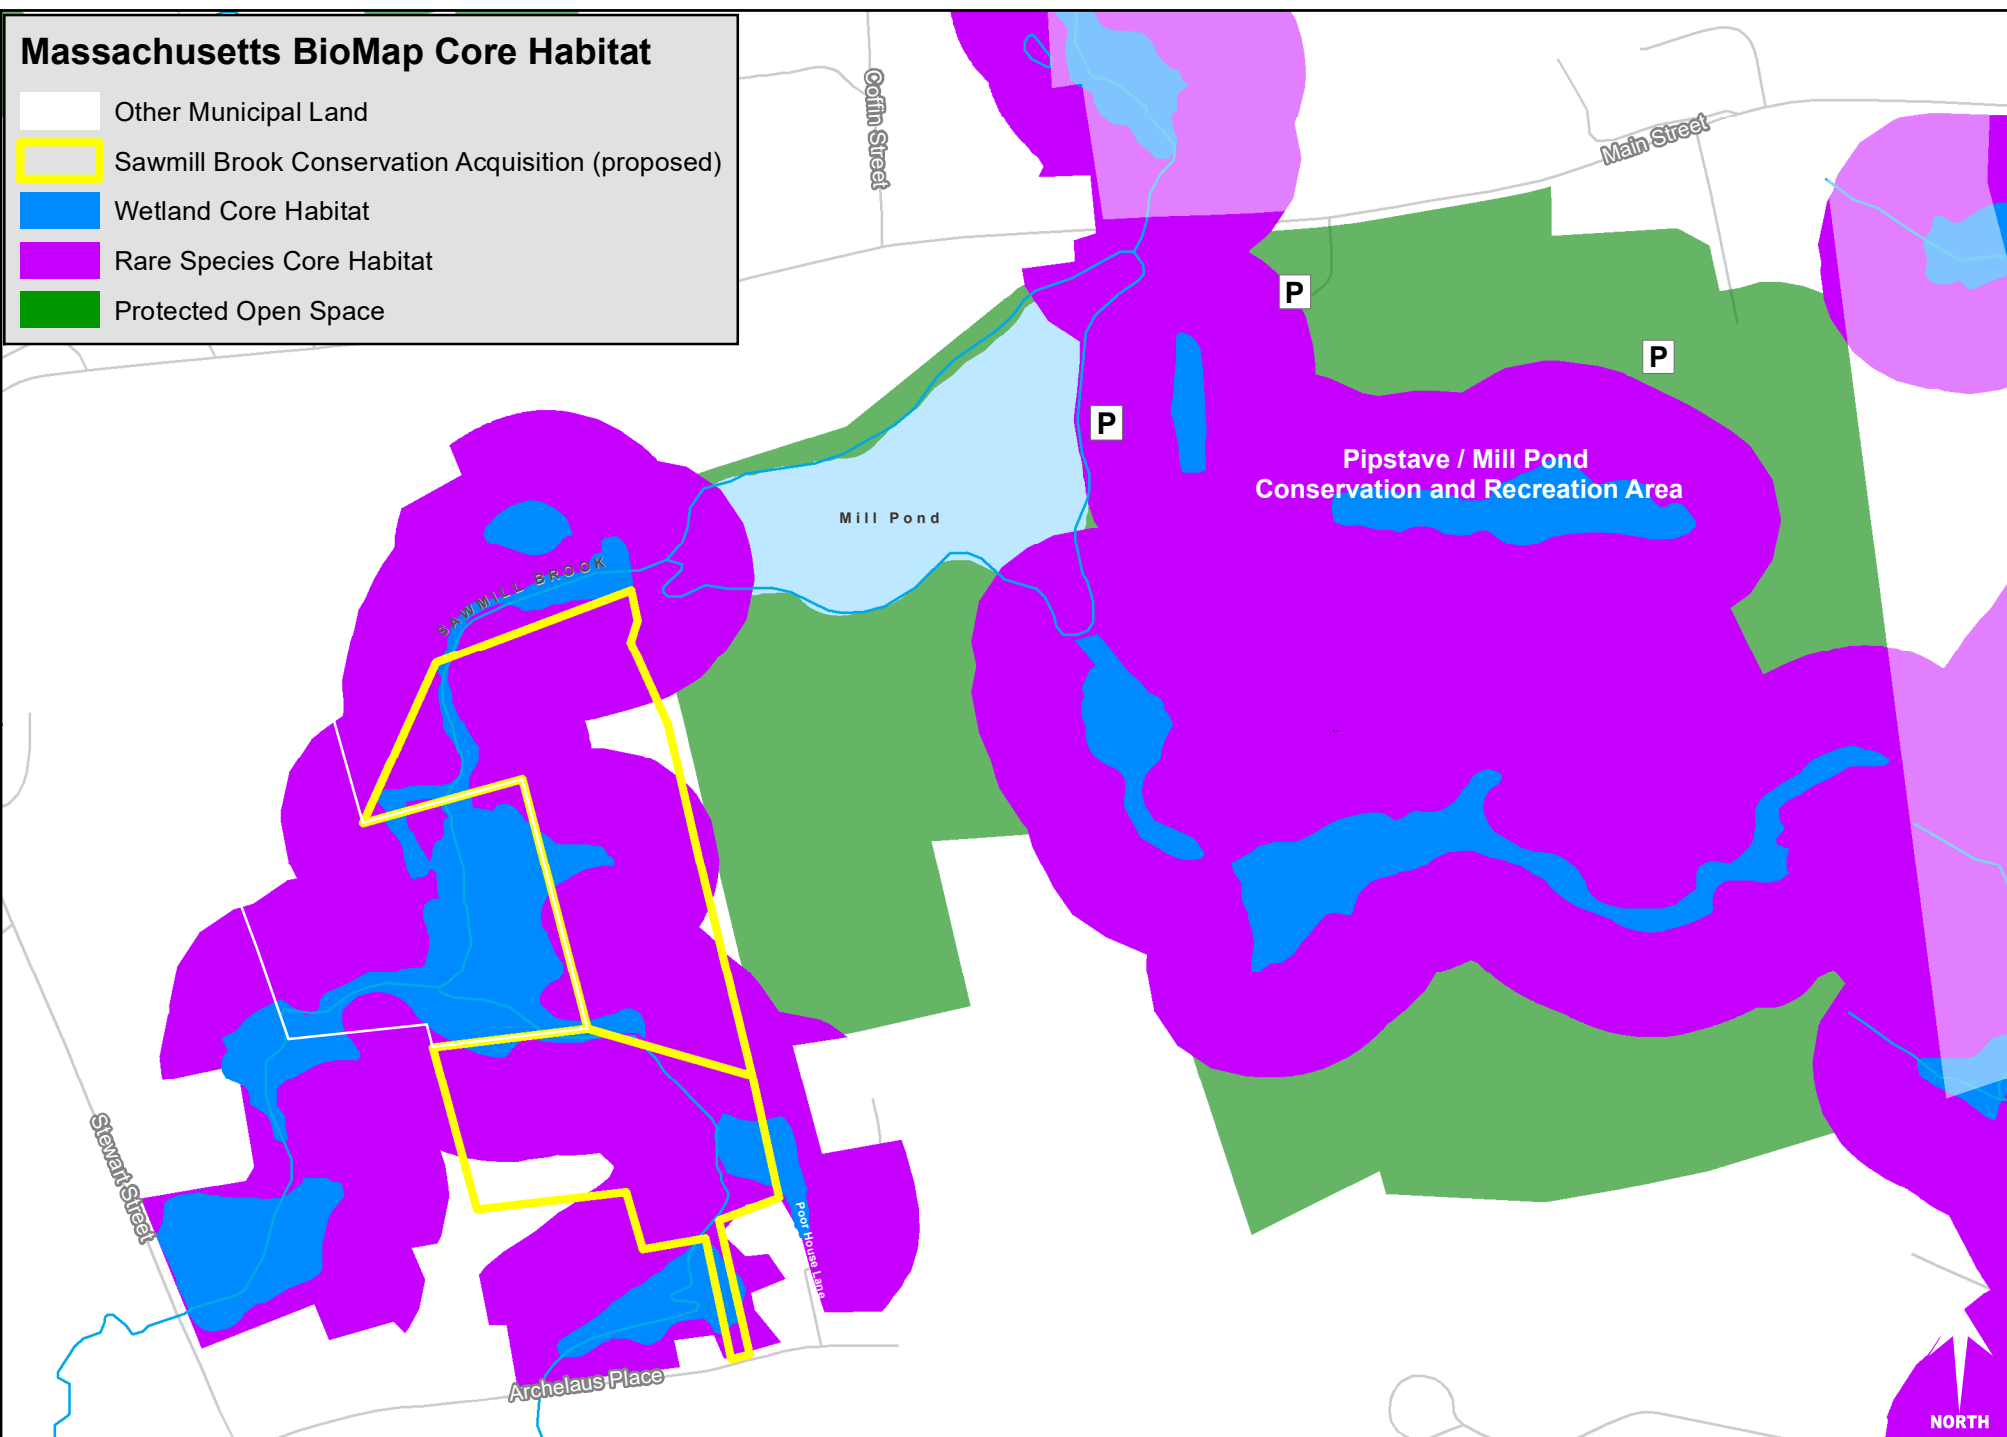 Massachusetts BioMap Core Habitat
Other Municipal Land
Sawmill Brook Conservation Acquisition (proposed)
Wetland Core Habitat
Rare Species Core Habitat
Protected Open Space
Coffin Street
Main Street
P
P
P
Pipstave / Mill Pond
Conservation and Recreation Area
Mill Pond
SAWMILL BROOK
Stewart Street
Poor House Lane
Archelaus Place
NORTH